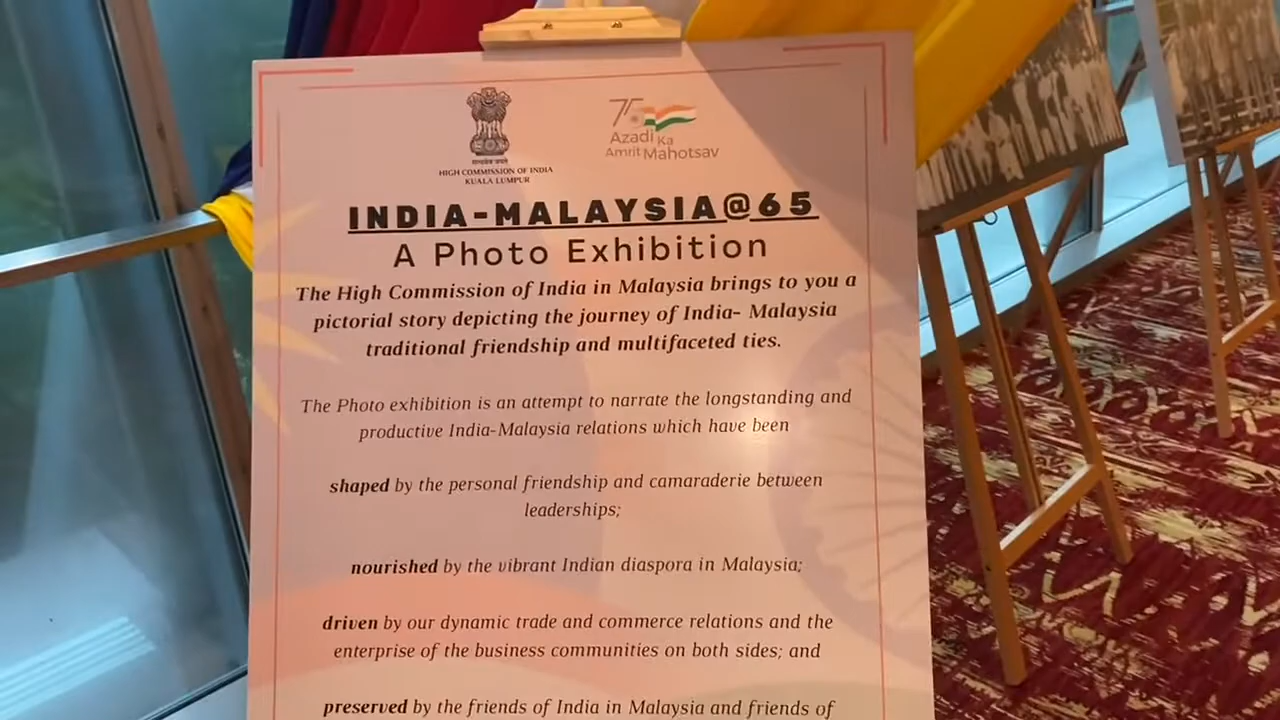 सत्यमेव जयते
HIGH COMMISSION OF INDIA
KUALA LUMPUR
75
Azadi Ka
Amrit Mahotsav
INDIA-MALAYSIA@65
A Photo Exhibition
The High Commission of India in Malaysia brings to you a
pictorial story depicting the journey of India- Malaysia
traditional friendship and multifaceted ties.
The Photo exhibition is an attempt to narrate the longstanding and
productive India-Malaysia relations which have been
shaped by the personal friendship and camaraderie between
leaderships;
nourished by the vibrant Indian diaspora in Malaysia;
driven by our dynamic trade and commerce relations and the
enterprise of the business communities on both sides; and
preserved by the friends of India in Malaysia and friends of